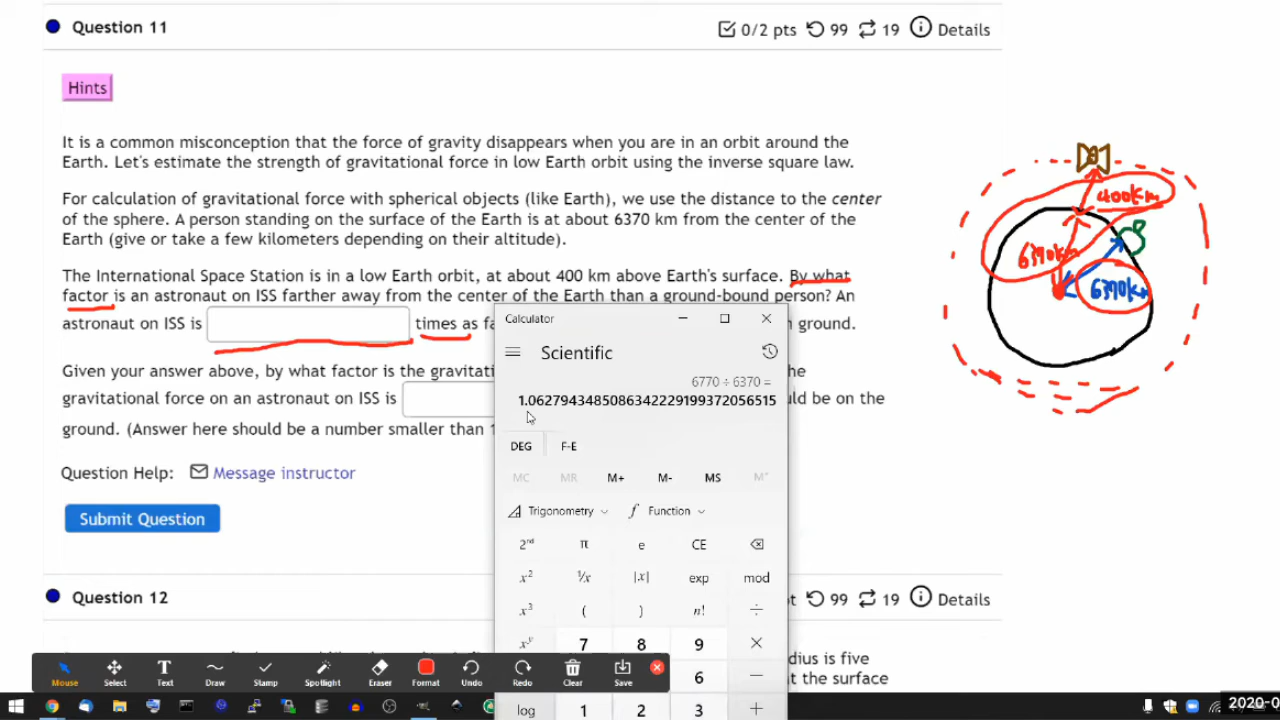 Question 11
0/2 pts 99 19 Details
Hints
It is a common misconception that the force of gravity disappears when you are in an orbit around the
Earth. Let's estimate the strength of gravitational force in low Earth orbit using the inverse square law.
For calculation of gravitational force with spherical objects (like Earth), we use the distance to the center
of the sphere. A person standing on the surface of the Earth is at about 6370 km from the center of the
Earth (give or take a few kilometers depending on their altitude).
The International Space Station is in a low Earth orbit, at about 400 km above Earth's surface. By what
factor is an astronaut on ISS farther away from the center of the Earth than a ground-bound person? An
astronaut on ISS is times as n ground.
Given your answer above, by what factor is the gravitat he
gravitational force on an astronaut on ISS is uld be on the
ground. (Answer here should be a number smaller than 1
Question Help: Message instructor
Submit Question
Question 12
99 19 Details
dius is five
t the surface
400km
6370km
6370km
Calculator
Scientific
6770 ÷ 6370 =
1.0627943485086342229199372056515
DEG F-E
MC MR M+ M- MS M˅
Trigonometry Function
2nd π e CE
x² ¹/x |x| exp mod
x³ ( ) n! ÷
xʸ 7 8 9 ×
6 −
log 1 2 3 +
Mouse Select Text Draw Stamp Spotlight Eraser Format Undo Redo Clear Save
2020-0